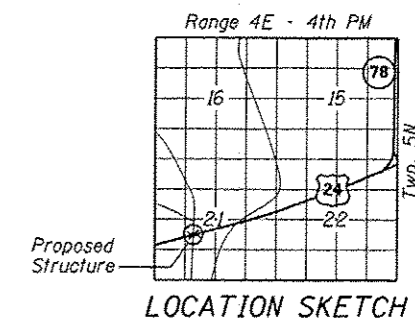 Range 4E - 4th PM
78
16
15
Twp. 5N
24
21
22
Proposed
Structure
LOCATION SKETCH